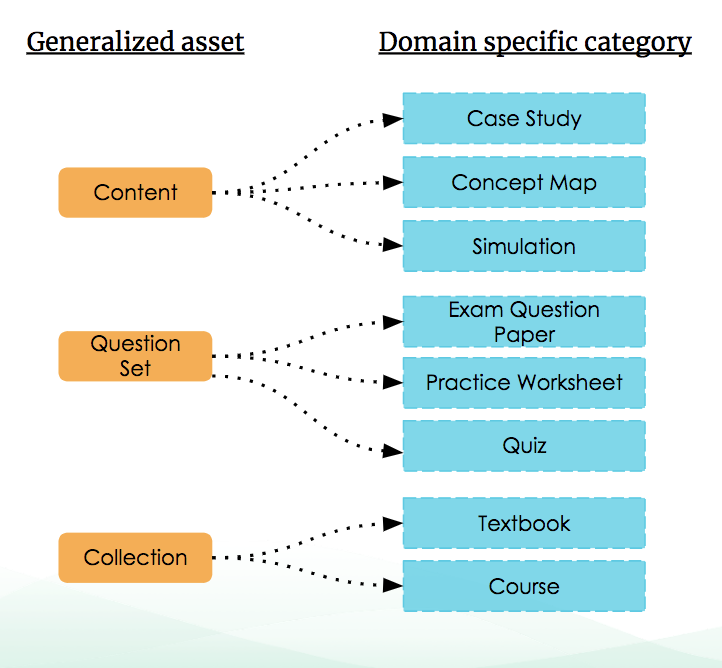 Generalized asset
Domain specific category
Content
Case Study
Concept Map
Simulation
Question
Set
Exam Question
Paper
Practice Worksheet
Quiz
Collection
Textbook
Course